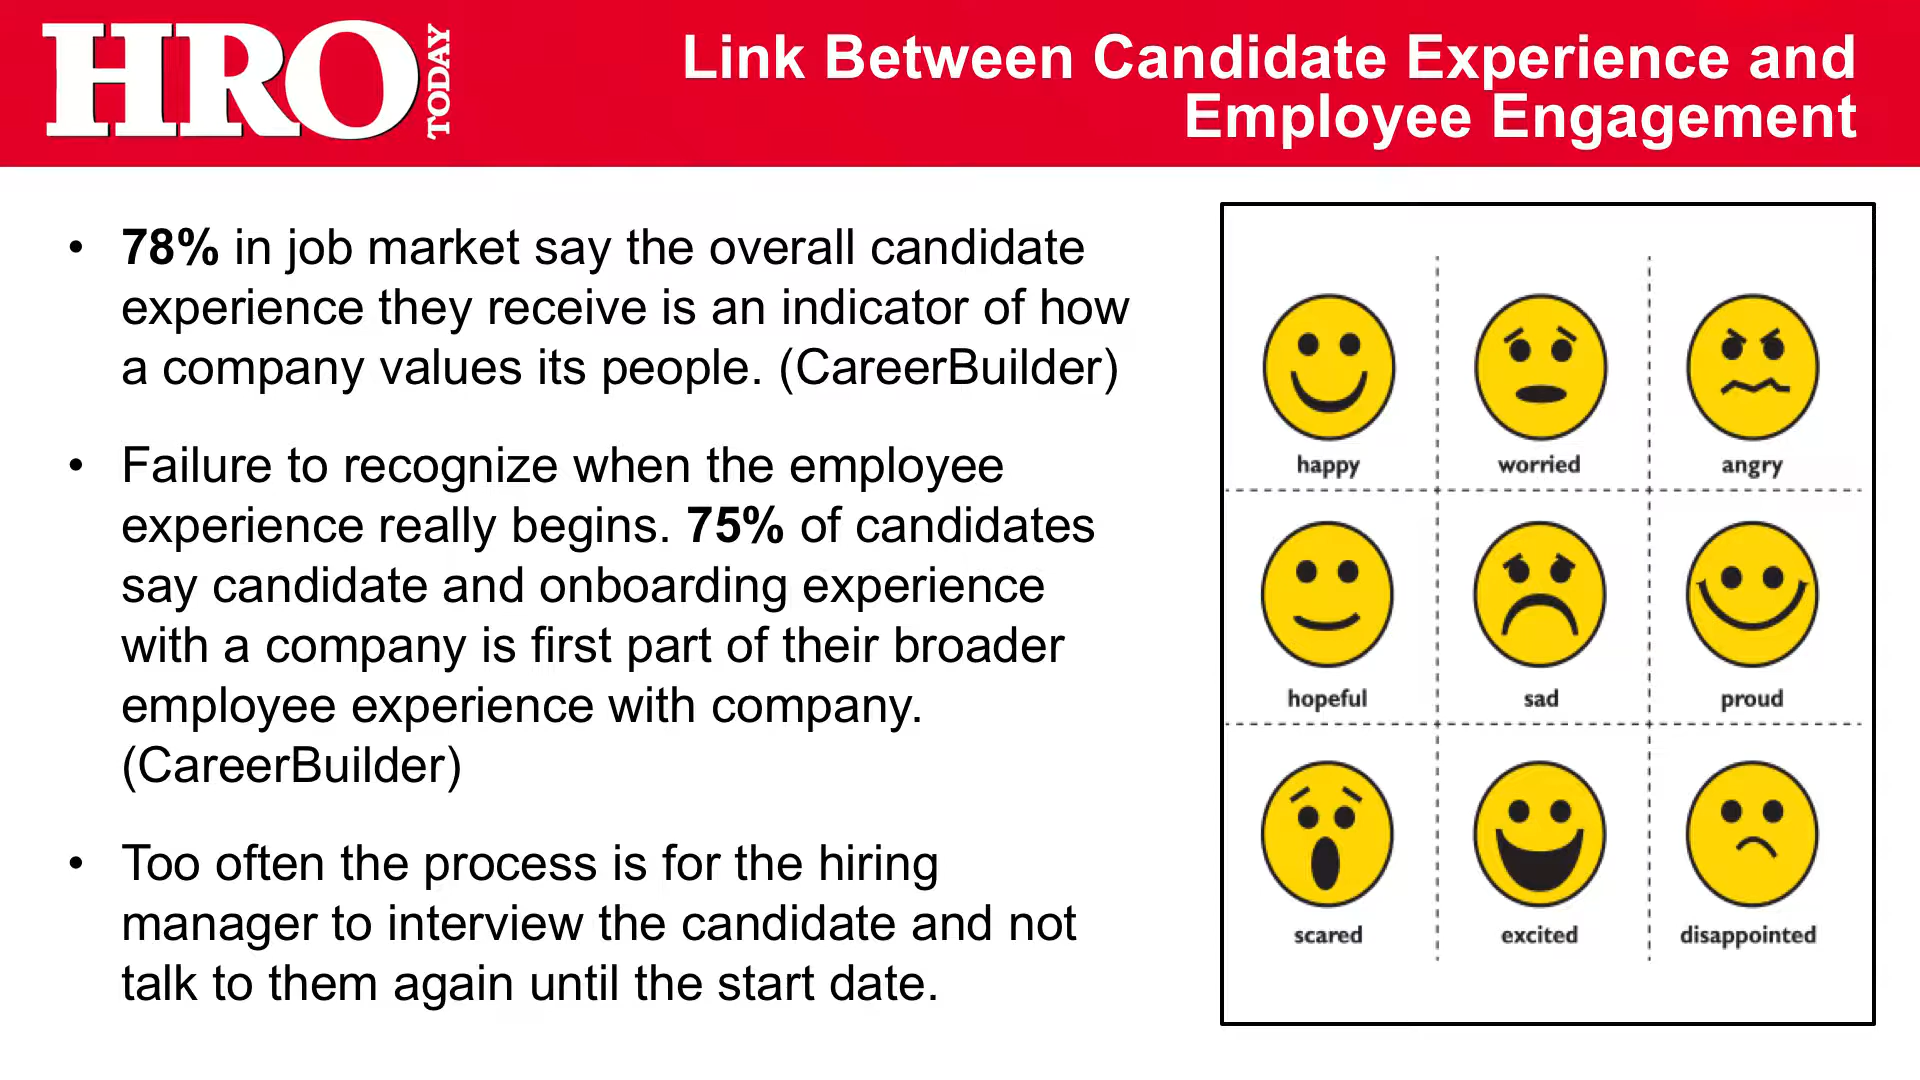 HRO
TODAY
Link Between Candidate Experience and
Employee Engagement
• 78% in job market say the overall candidate
experience they receive is an indicator of how
a company values its people. (CareerBuilder)
• Failure to recognize when the employee
experience really begins. 75% of candidates
say candidate and onboarding experience
with a company is first part of their broader
employee experience with company.
(CareerBuilder)
• Too often the process is for the hiring
manager to interview the candidate and not
talk to them again until the start date.
happy worried angry
hopeful sad proud
scared excited disappointed